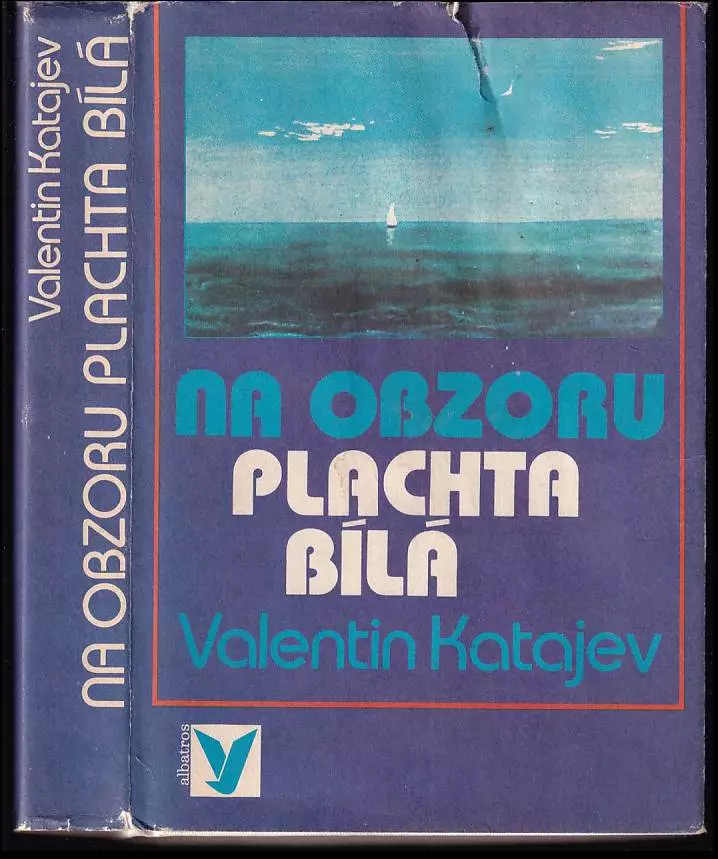 Valentin Katajev
NA OBZORU PLACHTA BÍLÁ
NA OBZORU
PLACHTA
BÍLÁ
Valentin Katajev
albatros